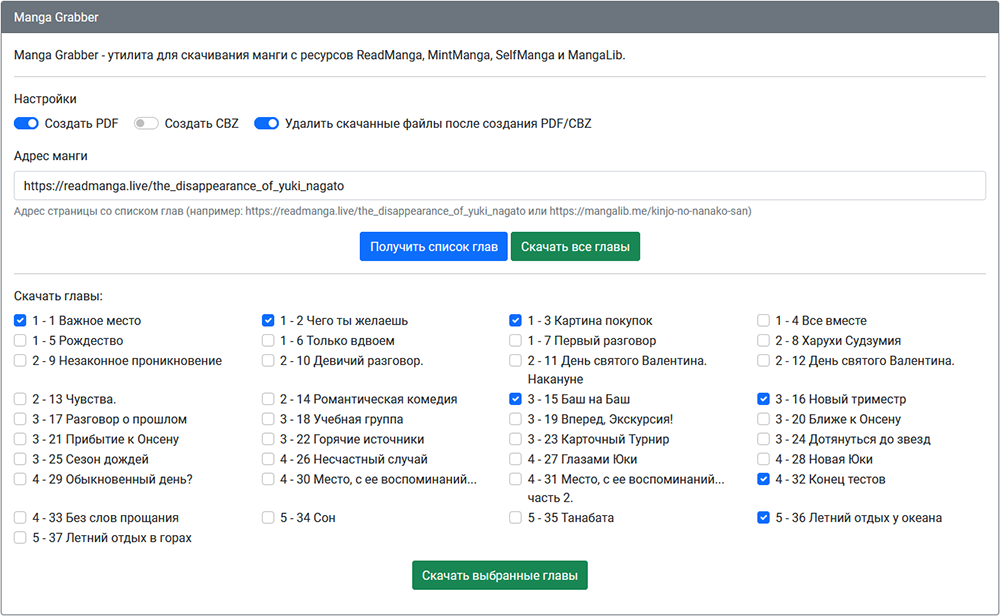 Manga Grabber
Manga Grabber - утилита для скачивания манги с ресурсов ReadManga, MintManga, SelfManga и MangaLib.
Настройки
Создать PDF Создать CBZ Удалить скачанные файлы после создания PDF/CBZ
Адрес манги
https://readmanga.live/the_disappearance_of_yuki_nagato
Адрес страницы со списком глав (например: https://readmanga.live/the_disappearance_of_yuki_nagato или https://mangalib.me/kinjo-no-nanako-san)
Получить список глав Скачать все главы
Скачать главы:
1 - 1 Важное место 1 - 2 Чего ты желаешь 1 - 3 Картина покупок 1 - 4 Все вместе
1 - 5 Рождество 1 - 6 Только вдвоем 1 - 7 Первый разговор 2 - 8 Харухи Судзумия
2 - 9 Незаконное проникновение 2 - 10 Девичий разговор. 2 - 11 День святого Валентина. 2 - 12 День святого Валентина.
Накануне
2 - 13 Чувства. 2 - 14 Романтическая комедия 3 - 15 Баш на Баш 3 - 16 Новый триместр
3 - 17 Разговор о прошлом 3 - 18 Учебная группа 3 - 19 Вперед, Экскурсия! 3 - 20 Ближе к Онсену
3 - 21 Прибытие к Онсену 3 - 22 Горячие источники 3 - 23 Карточный Турнир 3 - 24 Дотянуться до звезд
3 - 25 Сезон дождей 4 - 26 Несчастный случай 4 - 27 Глазами Юки 4 - 28 Новая Юки
4 - 29 Обыкновенный день? 4 - 30 Место, с ее воспоминаний... 4 - 31 Место, с ее воспоминаний... 4 - 32 Конец тестов
часть 2.
4 - 33 Без слов прощания 5 - 34 Сон 5 - 35 Танабата 5 - 36 Летний отдых у океана
5 - 37 Летний отдых в горах
Скачать выбранные главы